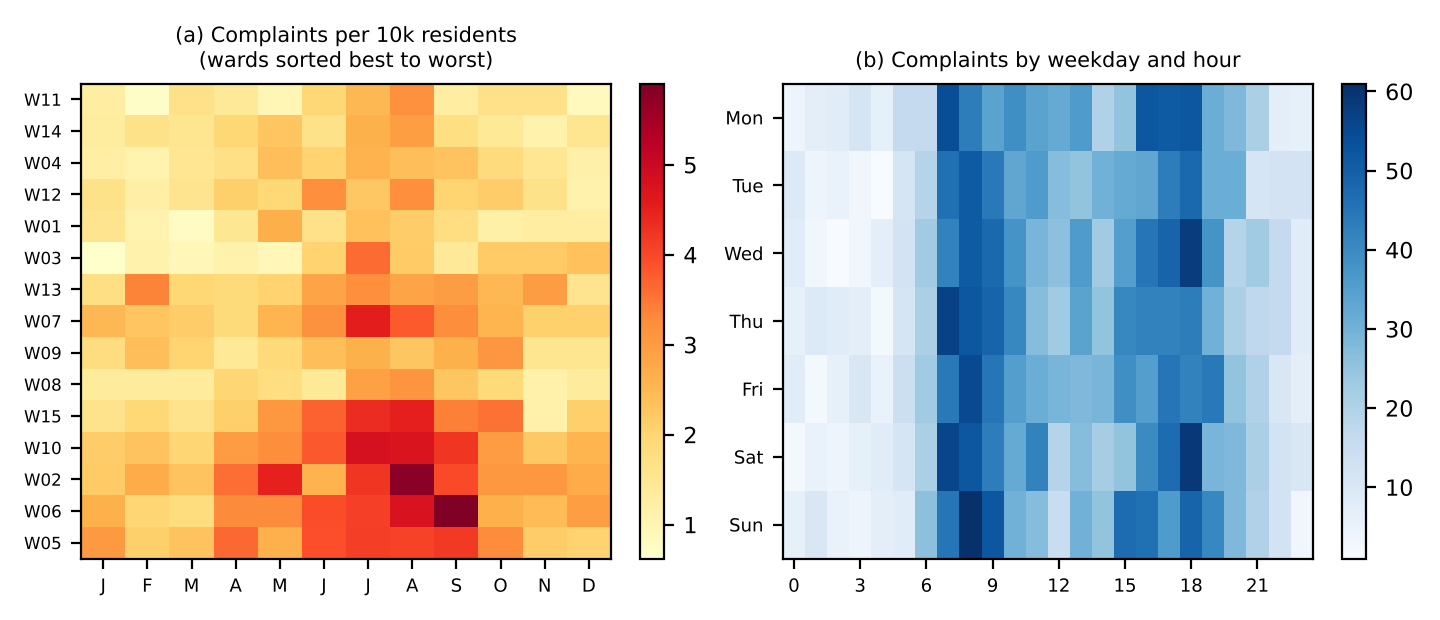 (a) Complaints per 10k residents
(wards sorted best to worst)
W11
W14
W04
W12
W01
W03
W13
W07
W09
W08
W15
W10
W02
W06
W05
J F M A M J J A S O N D
5
4
3
2
1
(b) Complaints by weekday and hour
Mon
Tue
Wed
Thu
Fri
Sat
Sun
0 3 6 9 12 15 18 21
60
50
40
30
20
10